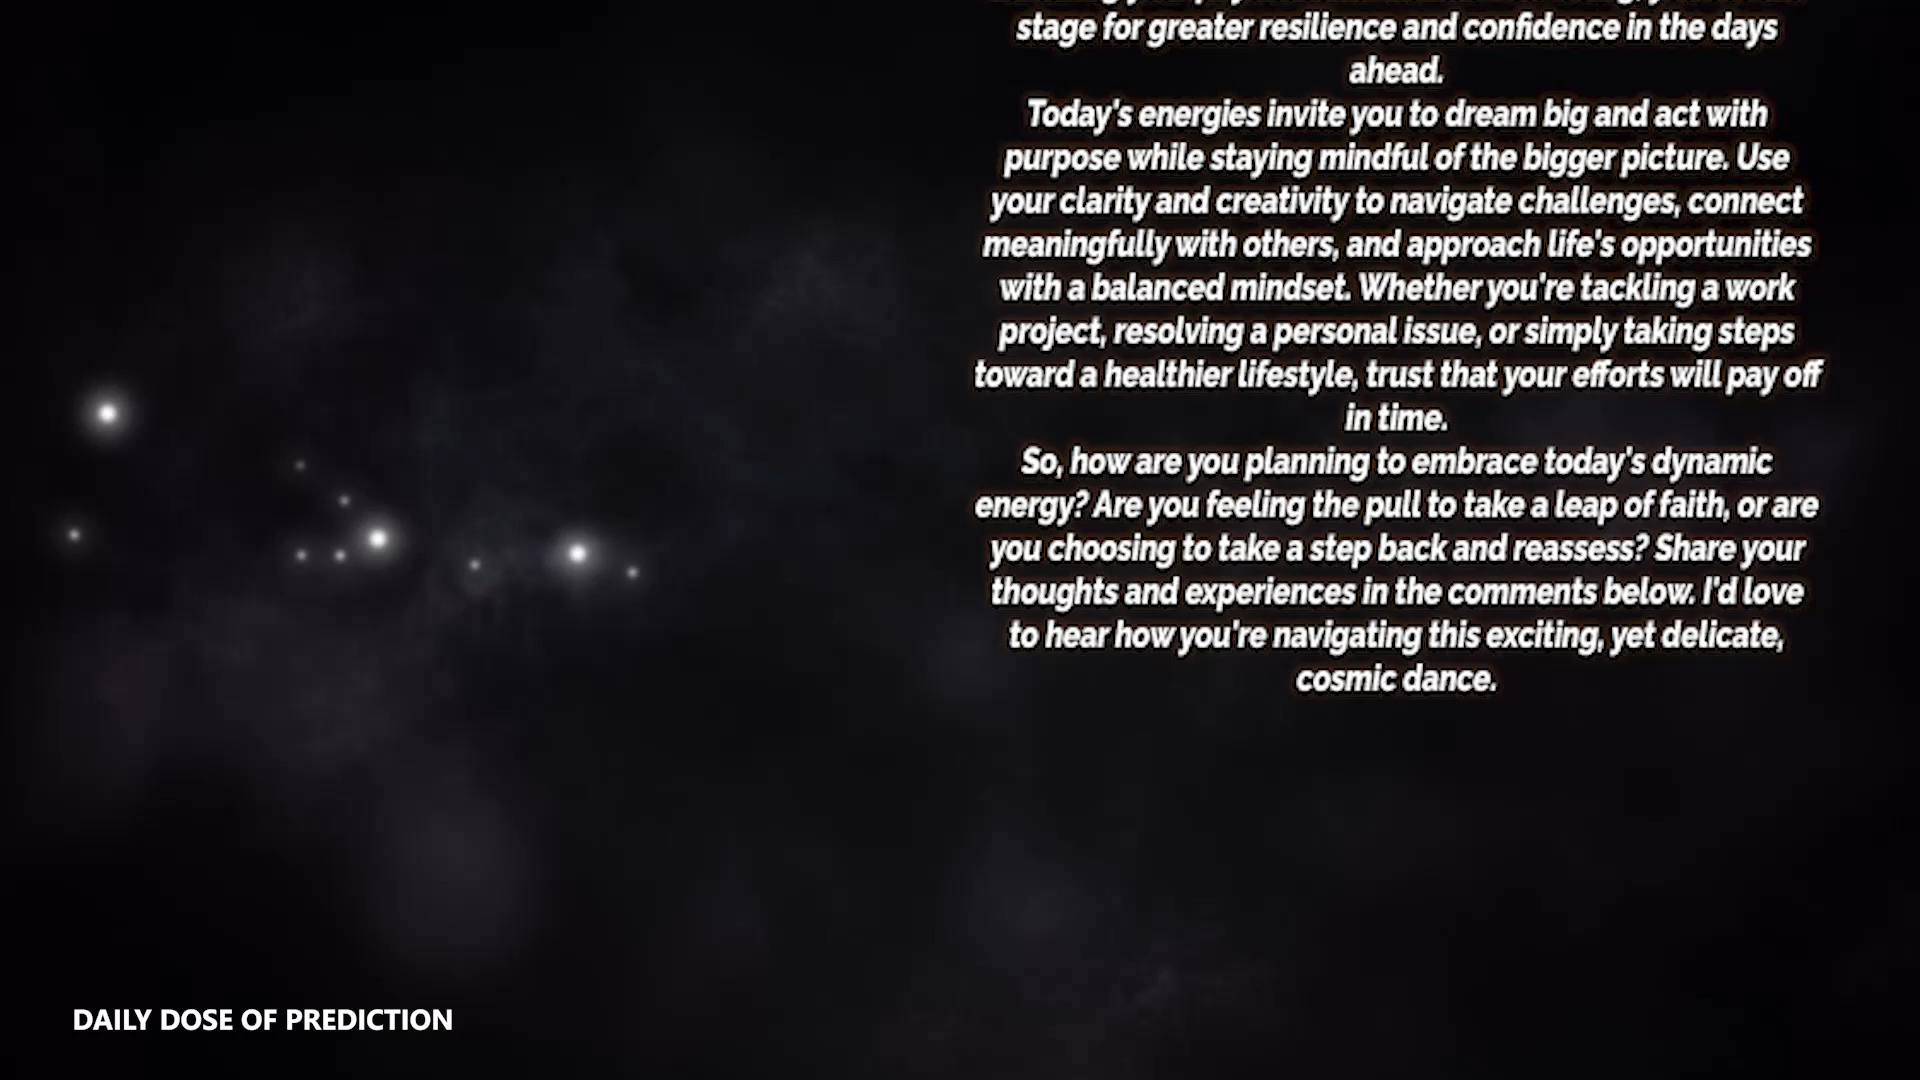 stage for greater resilience and confidence in the days
ahead.
Today's energies invite you to dream big and act with
purpose while staying mindful of the bigger picture. Use
your clarity and creativity to navigate challenges, connect
meaningfully with others, and approach life's opportunities
with a balanced mindset. Whether you're tackling a work
project, resolving a personal issue, or simply taking steps
toward a healthier lifestyle, trust that your efforts will pay off
in time.
So, how are you planning to embrace today's dynamic
energy? Are you feeling the pull to take a leap of faith, or are
you choosing to take a step back and reassess? Share your
thoughts and experiences in the comments below. I'd love
to hear how you're navigating this exciting, yet delicate,
cosmic dance.
DAILY DOSE OF PREDICTION